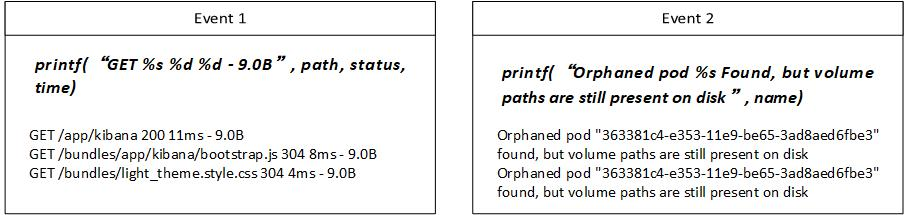 Event 1
printf( “GET %s %d %d - 9.0B”, path, status,
time)
GET /app/kibana 200 11ms - 9.0B
GET /bundles/app/kibana/bootstrap.js 304 8ms - 9.0B
GET /bundles/light_theme.style.css 304 4ms - 9.0B
Event 2
printf( “Orphaned pod %s Found, but volume
paths are still present on disk ”, name)
Orphaned pod "363381c4-e353-11e9-be65-3ad8aed6fbe3"
found, but volume paths are still present on disk
Orphaned pod "363381c4-e353-11e9-be65-3ad8aed6fbe3"
found, but volume paths are still present on disk